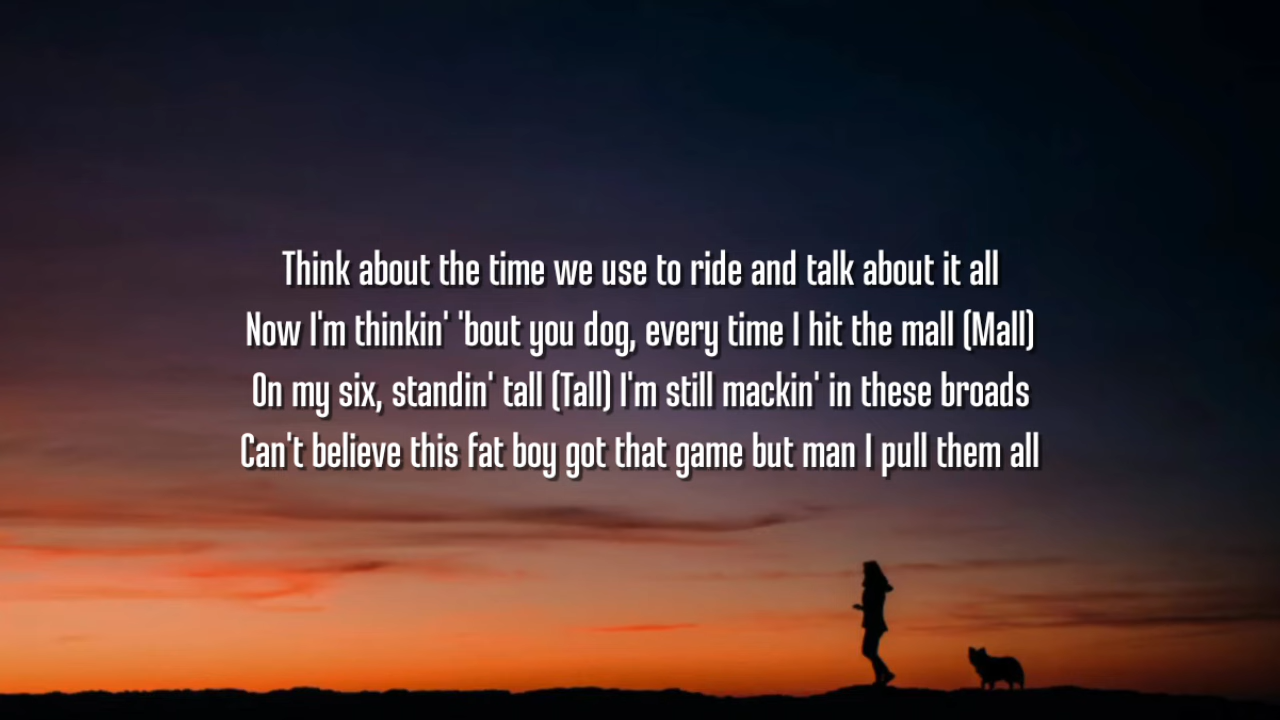 Think about the time we use to ride and talk about it all
Now I'm thinkin' 'bout you dog, every time I hit the mall (Mall)
On my six, standin' tall (Tall) I'm still mackin' in these broads
Can't believe this fat boy got that game but man I pull them all